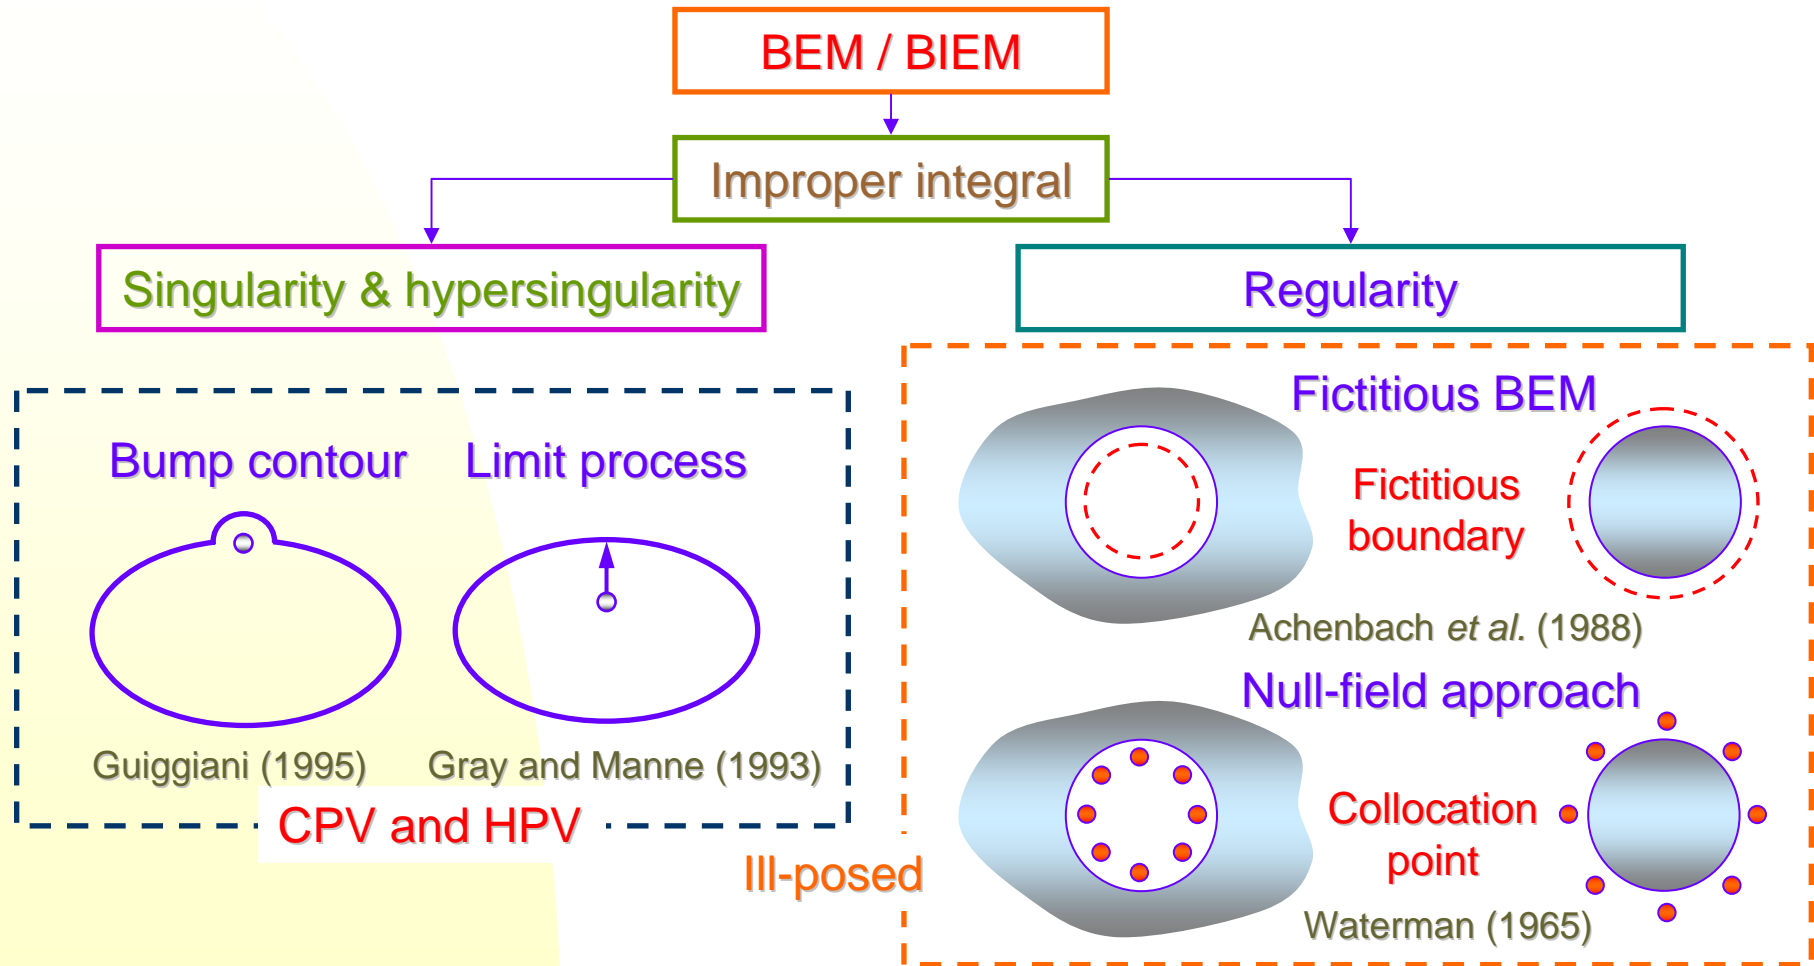 BEM / BIEM
Improper integral
Singularity & hypersingularity
Regularity
Bump contour
Limit process
Guiggiani (1995)
Gray and Manne (1993)
CPV and HPV
Fictitious BEM
Fictitious
boundary
Achenbach et al. (1988)
Null-field approach
Collocation
point
Waterman (1965)
Ill-posed